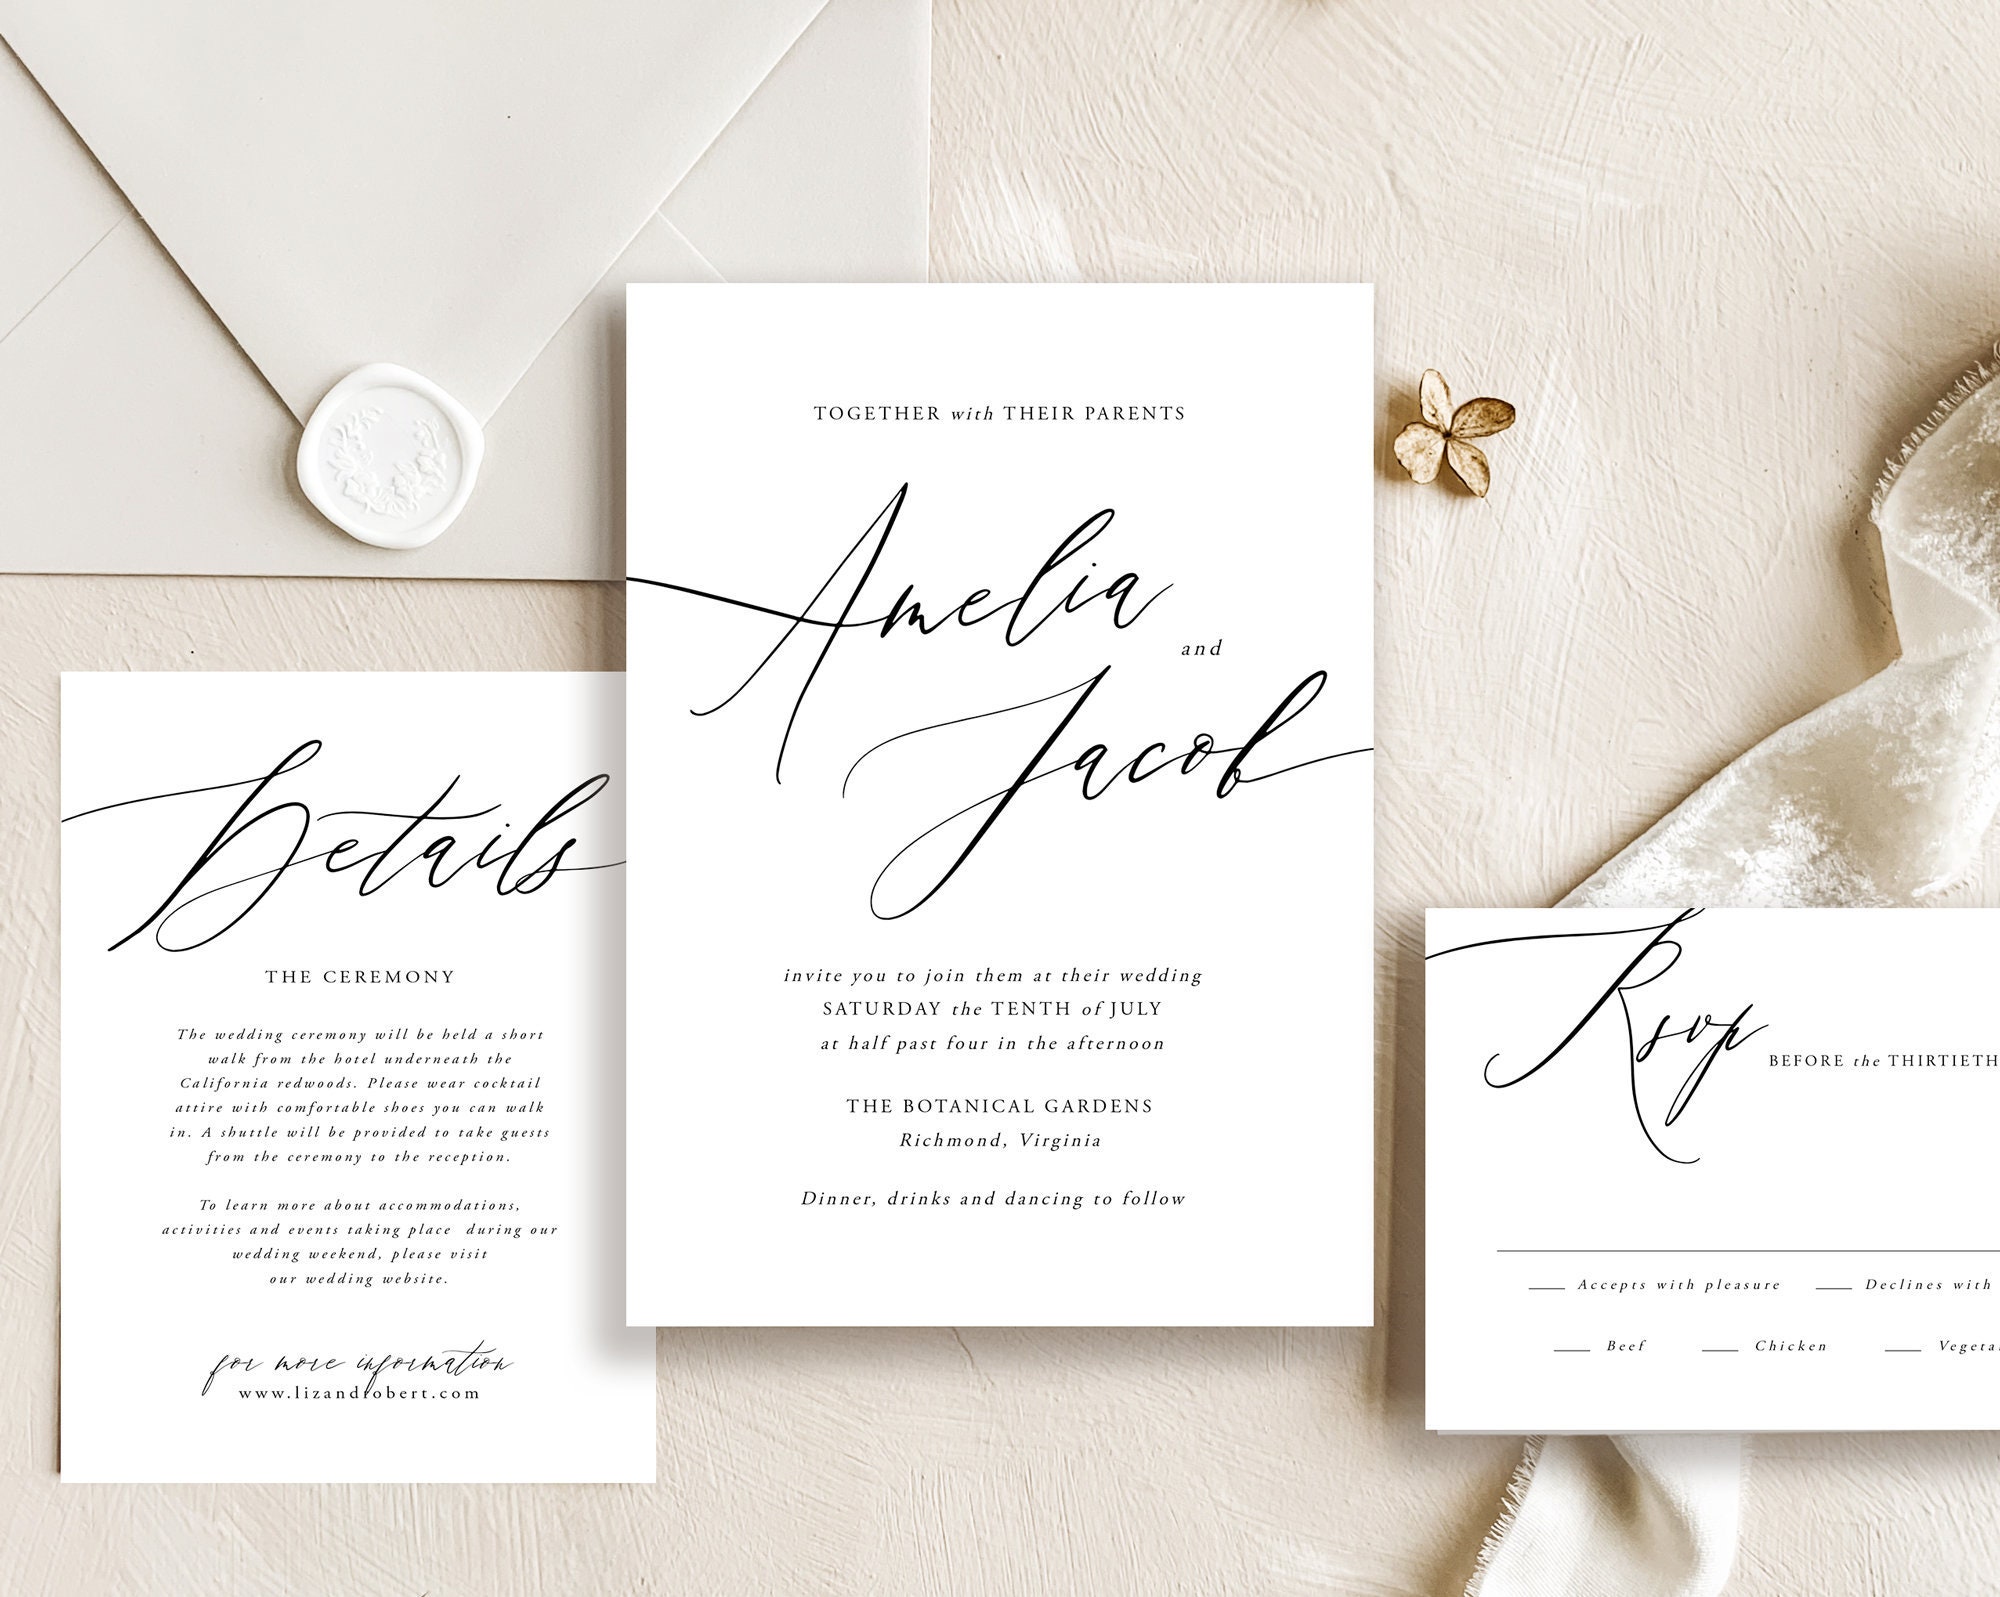 TOGETHER with THEIR PARENTS
Amelia
and
Jacob
invite you to join them at their wedding
SATURDAY the TENTH of JULY
at half past four in the afternoon
THE BOTANICAL GARDENS
Richmond, Virginia
Dinner, drinks and dancing to follow
Details
THE CEREMONY
The wedding ceremony will be held a short
walk from the hotel underneath the
California redwoods. Please wear cocktail
attire with comfortable shoes you can walk
in. A shuttle will be provided to take guests
from the ceremony to the reception.
To learn more about accommodations,
activities and events taking place during our
wedding weekend, please visit
our wedding website.
for more information
www.lizandrobert.com
Rsvp
BEFORE the THIRTIETH
Accepts with pleasure
Declines with
Beef
Chicken
Vegeta